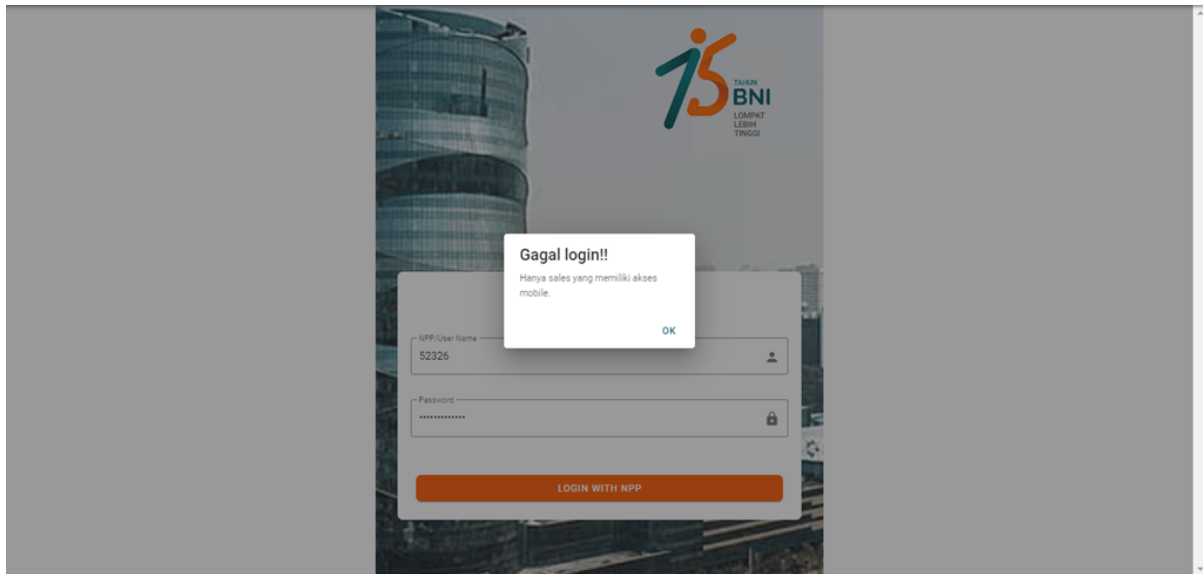 75
TAHUN
BNI
LOMPAT
LEBIH
TINGGI
Gagal login!!
Hanya sales yang memiliki akses
mobile.
OK
NPP/User Name
52326
Password
•••••••••••••
LOGIN WITH NPP